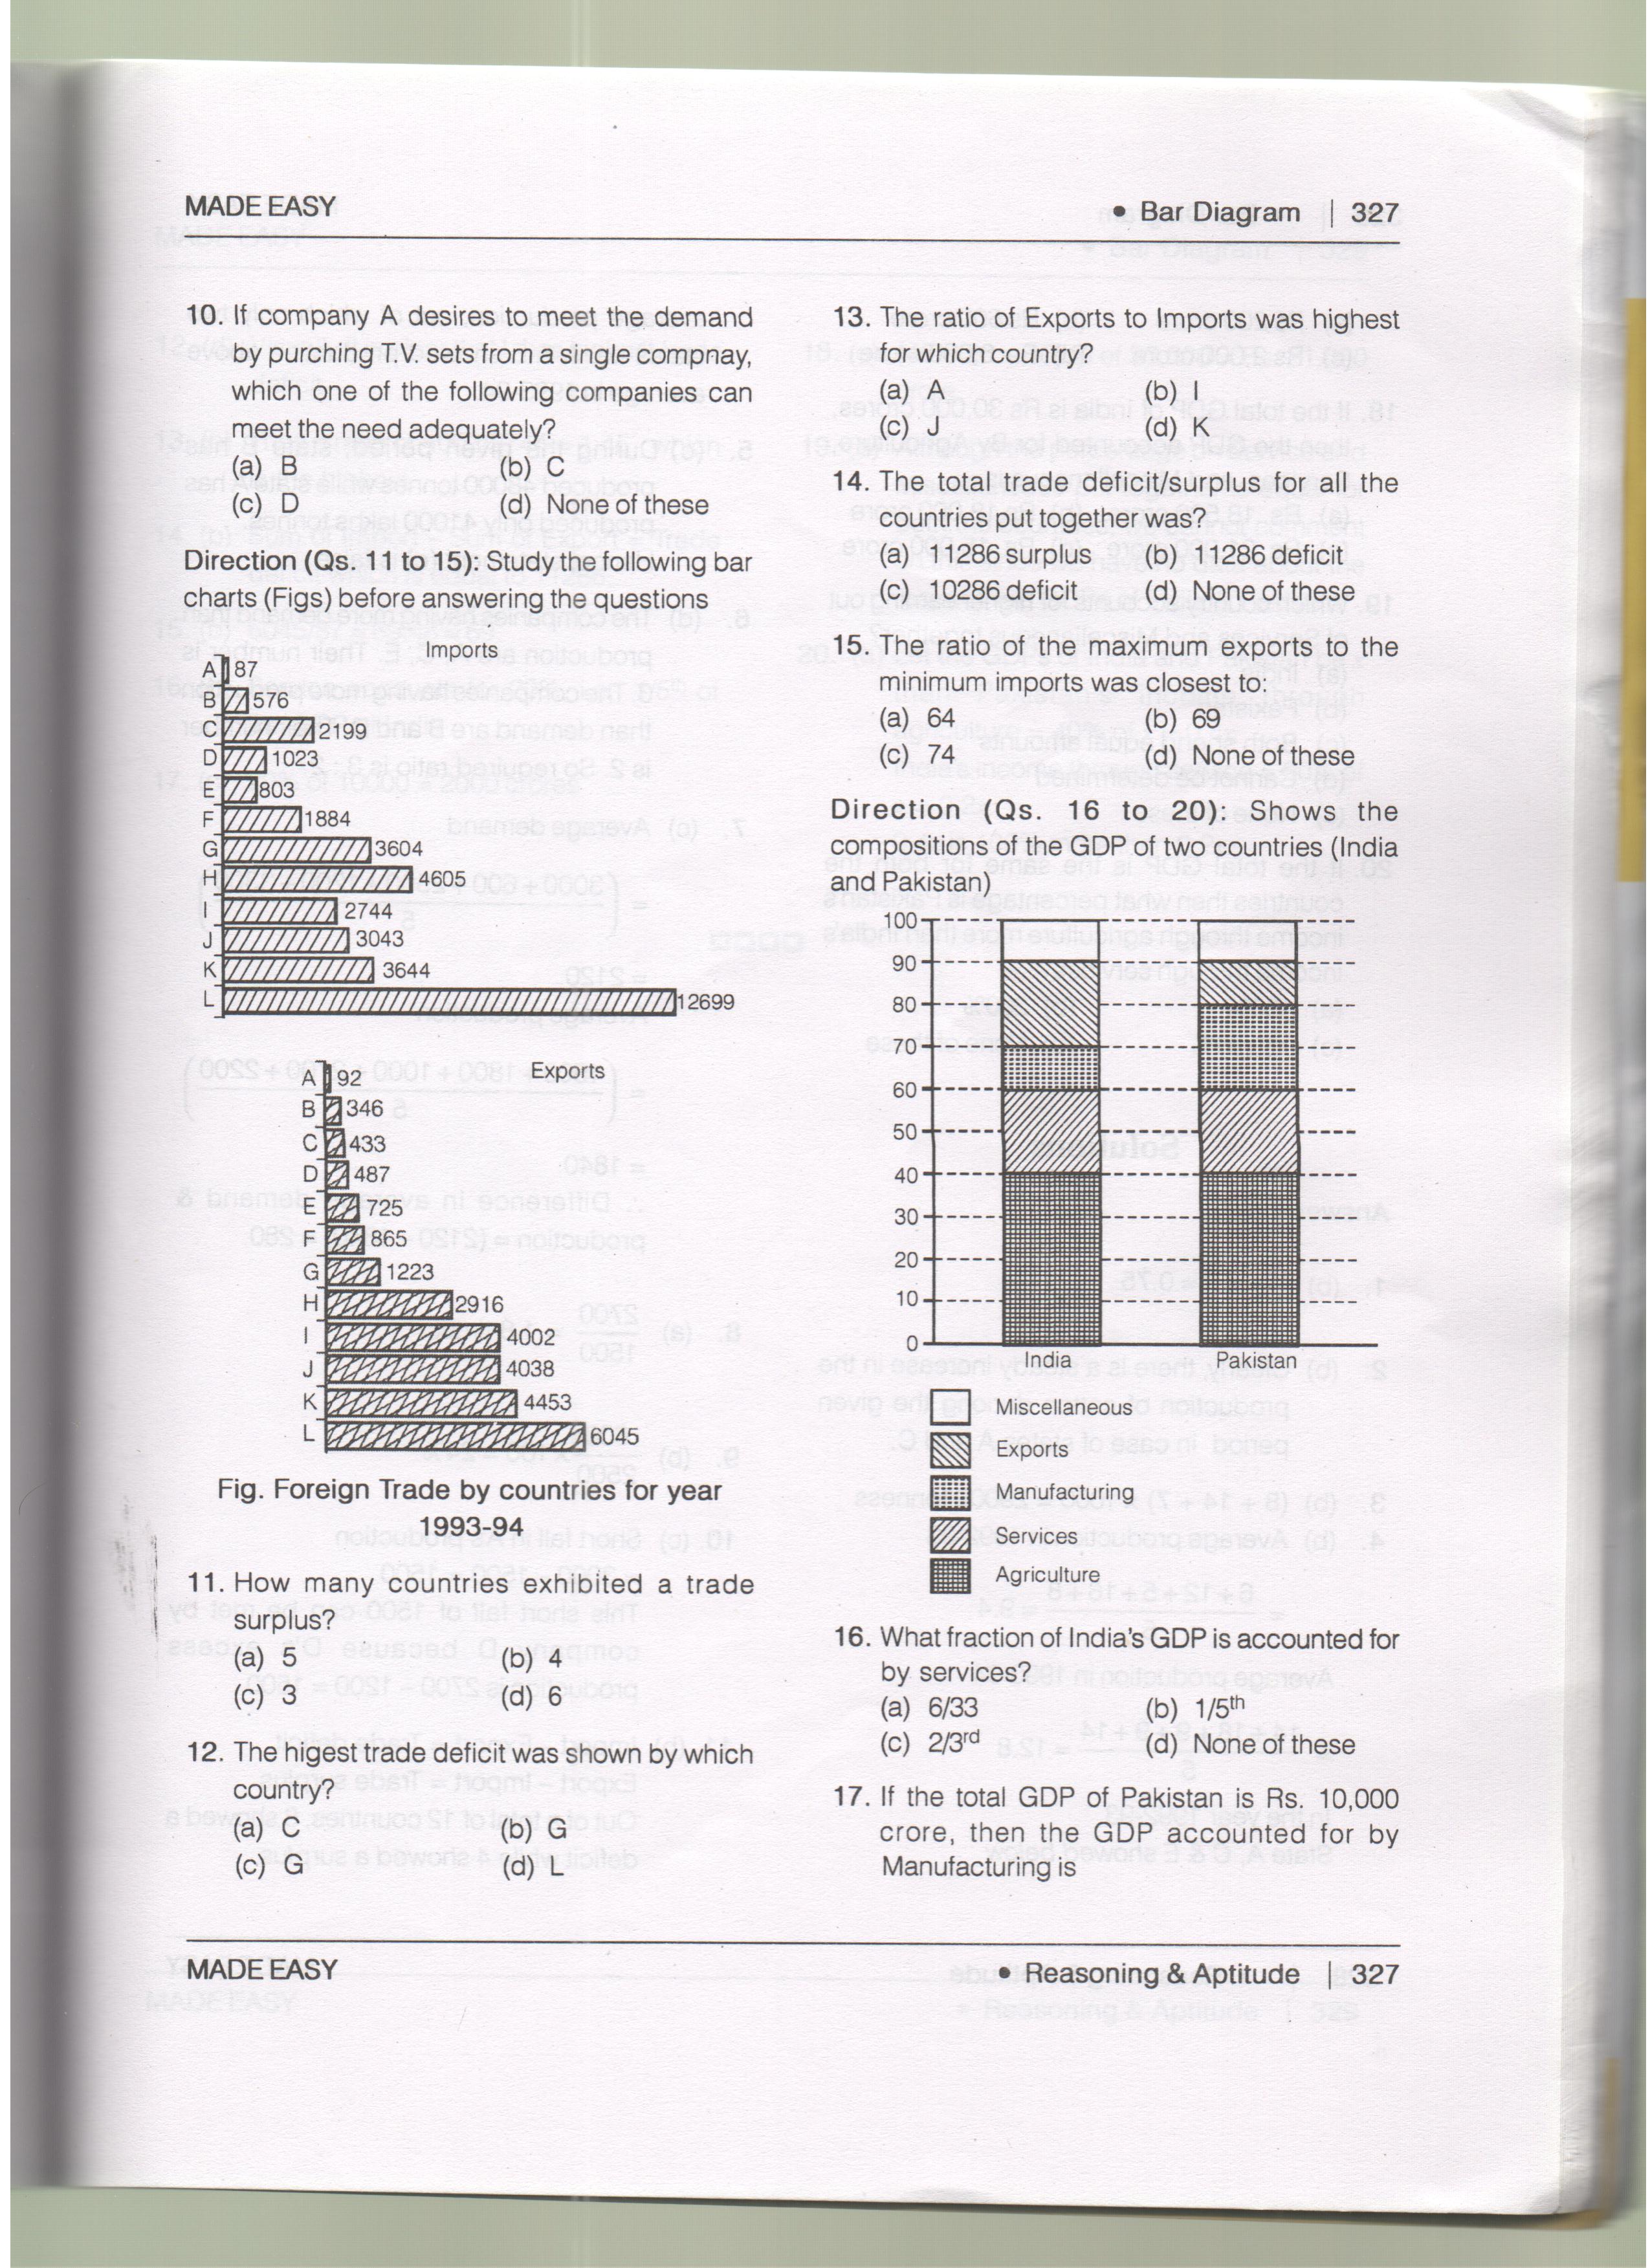 MADE EASY
• Bar Diagram | 327
10. If company A desires to meet the demand
by purching T.V. sets from a single compnay,
which one of the following companies can
meet the need adequately?
(a) B (b) C
(c) D (d) None of these
Direction (Qs. 11 to 15): Study the following bar
charts (Figs) before answering the questions
Imports
A 87
B 576
C 2199
D 1023
E 803
F 1884
G 3604
H 4605
I 2744
J 3043
K 3644
L 12699
Exports
A 92
B 346
C 433
D 487
E 725
F 865
G 1223
H 2916
I 4002
J 4038
K 4453
L 6045
Fig. Foreign Trade by countries for year
1993-94
11. How many countries exhibited a trade
surplus?
(a) 5 (b) 4
(c) 3 (d) 6
12. The higest trade deficit was shown by which
country?
(a) C (b) G
(c) G (d) L
13. The ratio of Exports to Imports was highest
for which country?
(a) A (b) I
(c) J (d) K
14. The total trade deficit/surplus for all the
countries put together was?
(a) 11286 surplus (b) 11286 deficit
(c) 10286 deficit (d) None of these
15. The ratio of the maximum exports to the
minimum imports was closest to:
(a) 64 (b) 69
(c) 74 (d) None of these
Direction (Qs. 16 to 20): Shows the
compositions of the GDP of two countries (India
and Pakistan)
100
90
80
70
60
50
40
30
20
10
0
India Pakistan
Miscellaneous
Exports
Manufacturing
Services
Agriculture
16. What fraction of India's GDP is accounted for
by services?
(a) 6/33 (b) 1/5th
(c) 2/3rd (d) None of these
17. If the total GDP of Pakistan is Rs. 10,000
crore, then the GDP accounted for by
Manufacturing is
MADE EASY
• Reasoning & Aptitude | 327